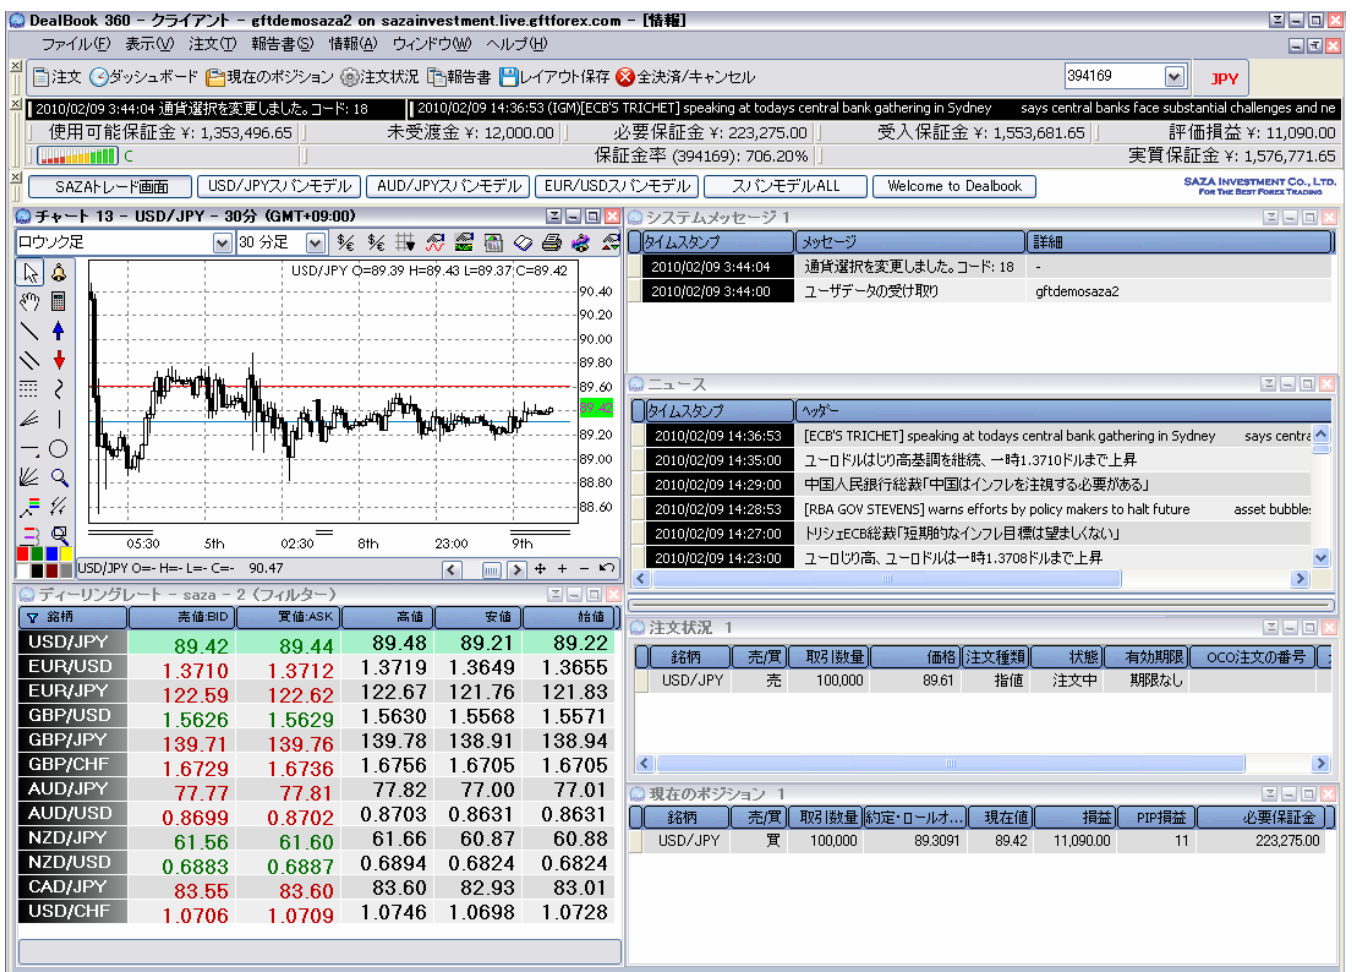 DealBook 360 - クライアント - gftdemosaza2 on sazainvestment.live.gftforex.com - [情報]
ファイル(F) 表示(V) 注文(T) 報告書(S) 情報(A) ウィンドウ(W) ヘルプ(H)
注文 ダッシュボード 現在のポジション 注文状況 報告書 レイアウト保存 全決済/キャンセル 394169 JPY
2010/02/09 3:44:04 通貨選択を変更しました。コード: 18 2010/02/09 14:36:53 (IGM)[ECB'S TRICHET] speaking at todays central bank gathering in Sydney says central banks face substantial challenges and ne
使用可能保証金 ¥: 1,353,496.65 未受渡金 ¥: 12,000.00 必要保証金 ¥: 223,275.00 受入保証金 ¥: 1,553,681.65 評価損益 ¥: 11,090.00
C 保証金率 (394169): 706.20% 実質保証金 ¥: 1,576,771.65
SAZAトレード画面 USD/JPYスパンモデル AUD/JPYスパンモデル EUR/USDスパンモデル スパンモデルALL Welcome to Dealbook SAZA INVESTMENT CO., LTD.
FOR THE BEST FOREX TRADING
チャート 13 - USD/JPY - 30分 (GMT+09:00)
ロウソク足 30 分足
USD/JPY O=89.39 H=89.43 L=89.37 C=89.42
90.40
90.20
90.00
89.80
89.60
89.42
89.20
89.00
88.80
88.60
05:30 5th 02:30 8th 23:00 9th
USD/JPY O=- H=- L=- C=- 90.47
システムメッセージ 1
タイムスタンプ メッセージ 詳細
2010/02/09 3:44:04 通貨選択を変更しました。コード: 18 -
2010/02/09 3:44:00 ユーザデータの受け取り gftdemosaza2
ニュース
タイムスタンプ ヘッダー
2010/02/09 14:36:53 [ECB'S TRICHET] speaking at todays central bank gathering in Sydney says centra
2010/02/09 14:35:00 ユーロドルはじり高基調を継続、一時1.3710ドルまで上昇
2010/02/09 14:29:00 中国人民銀行総裁「中国はインフレを注視する必要がある」
2010/02/09 14:28:53 [RBA GOV STEVENS] warns efforts by policy makers to halt future asset bubble:
2010/02/09 14:27:00 トリシェECB総裁「短期的なインフレ目標は望ましくない」
2010/02/09 14:23:00 ユーロじり高、ユーロドルは一時1.3708ドルまで上昇
ディーリングレート - saza - 2 (フィルター)
銘柄 売値:BID 買値:ASK 高値 安値 始値
USD/JPY 89.42 89.44 89.48 89.21 89.22
EUR/USD 1.3710 1.3712 1.3719 1.3649 1.3655
EUR/JPY 122.59 122.62 122.67 121.76 121.83
GBP/USD 1.5626 1.5629 1.5630 1.5568 1.5571
GBP/JPY 139.71 139.76 139.78 138.91 138.94
GBP/CHF 1.6729 1.6736 1.6756 1.6705 1.6705
AUD/JPY 77.77 77.81 77.82 77.00 77.01
AUD/USD 0.8699 0.8702 0.8703 0.8631 0.8631
NZD/JPY 61.56 61.60 61.66 60.87 60.88
NZD/USD 0.6883 0.6887 0.6894 0.6824 0.6824
CAD/JPY 83.55 83.60 83.60 82.93 83.01
USD/CHF 1.0706 1.0709 1.0746 1.0698 1.0728
注文状況 1
銘柄 売/買 取引数量 価格 注文種類 状態 有効期限 OCO注文の番号
USD/JPY 売 100,000 89.61 指値 注文中 期限なし
現在のポジション 1
銘柄 売/買 取引数量 約定・ロールオ... 現在値 損益 PIP損益 必要保証金
USD/JPY 買 100,000 89.3091 89.42 11,090.00 11 223,275.00